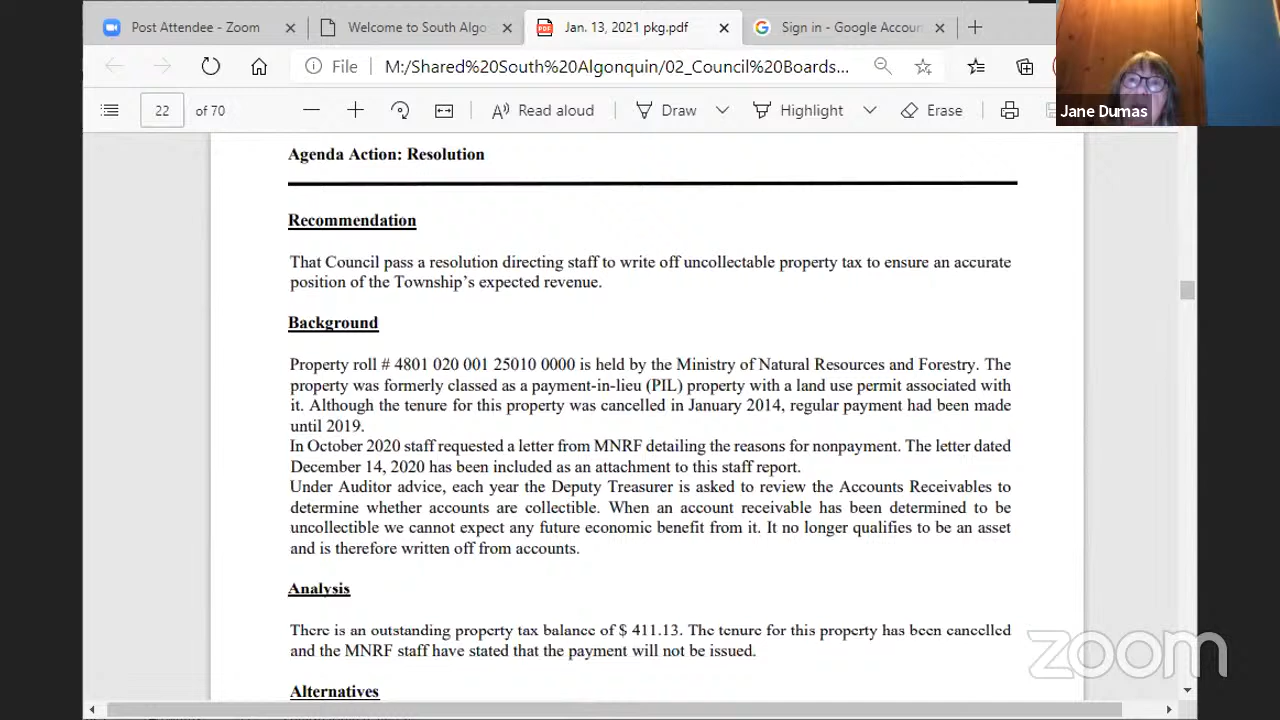 Post Attendee - Zoom
Welcome to South Algo
Jan. 13, 2021 pkg.pdf
Sign in - Google Accoun
File
M:/Shared%20South%20Algonquin/02_Council%20Boards...
22 of 70
Read aloud
Draw
Highlight
Erase
Jane Dumas
Agenda Action: Resolution
Recommendation
That Council pass a resolution directing staff to write off uncollectable property tax to ensure an accurate
position of the Township's expected revenue.
Background
Property roll # 4801 020 001 25010 0000 is held by the Ministry of Natural Resources and Forestry. The
property was formerly classed as a payment-in-lieu (PIL) property with a land use permit associated with
it. Although the tenure for this property was cancelled in January 2014, regular payment had been made
until 2019.
In October 2020 staff requested a letter from MNRF detailing the reasons for nonpayment. The letter dated
December 14, 2020 has been included as an attachment to this staff report.
Under Auditor advice, each year the Deputy Treasurer is asked to review the Accounts Receivables to
determine whether accounts are collectible. When an account receivable has been determined to be
uncollectible we cannot expect any future economic benefit from it. It no longer qualifies to be an asset
and is therefore written off from accounts.
Analysis
There is an outstanding property tax balance of $ 411.13. The tenure for this property has been cancelled
and the MNRF staff have stated that the payment will not be issued.
Alternatives
zoom